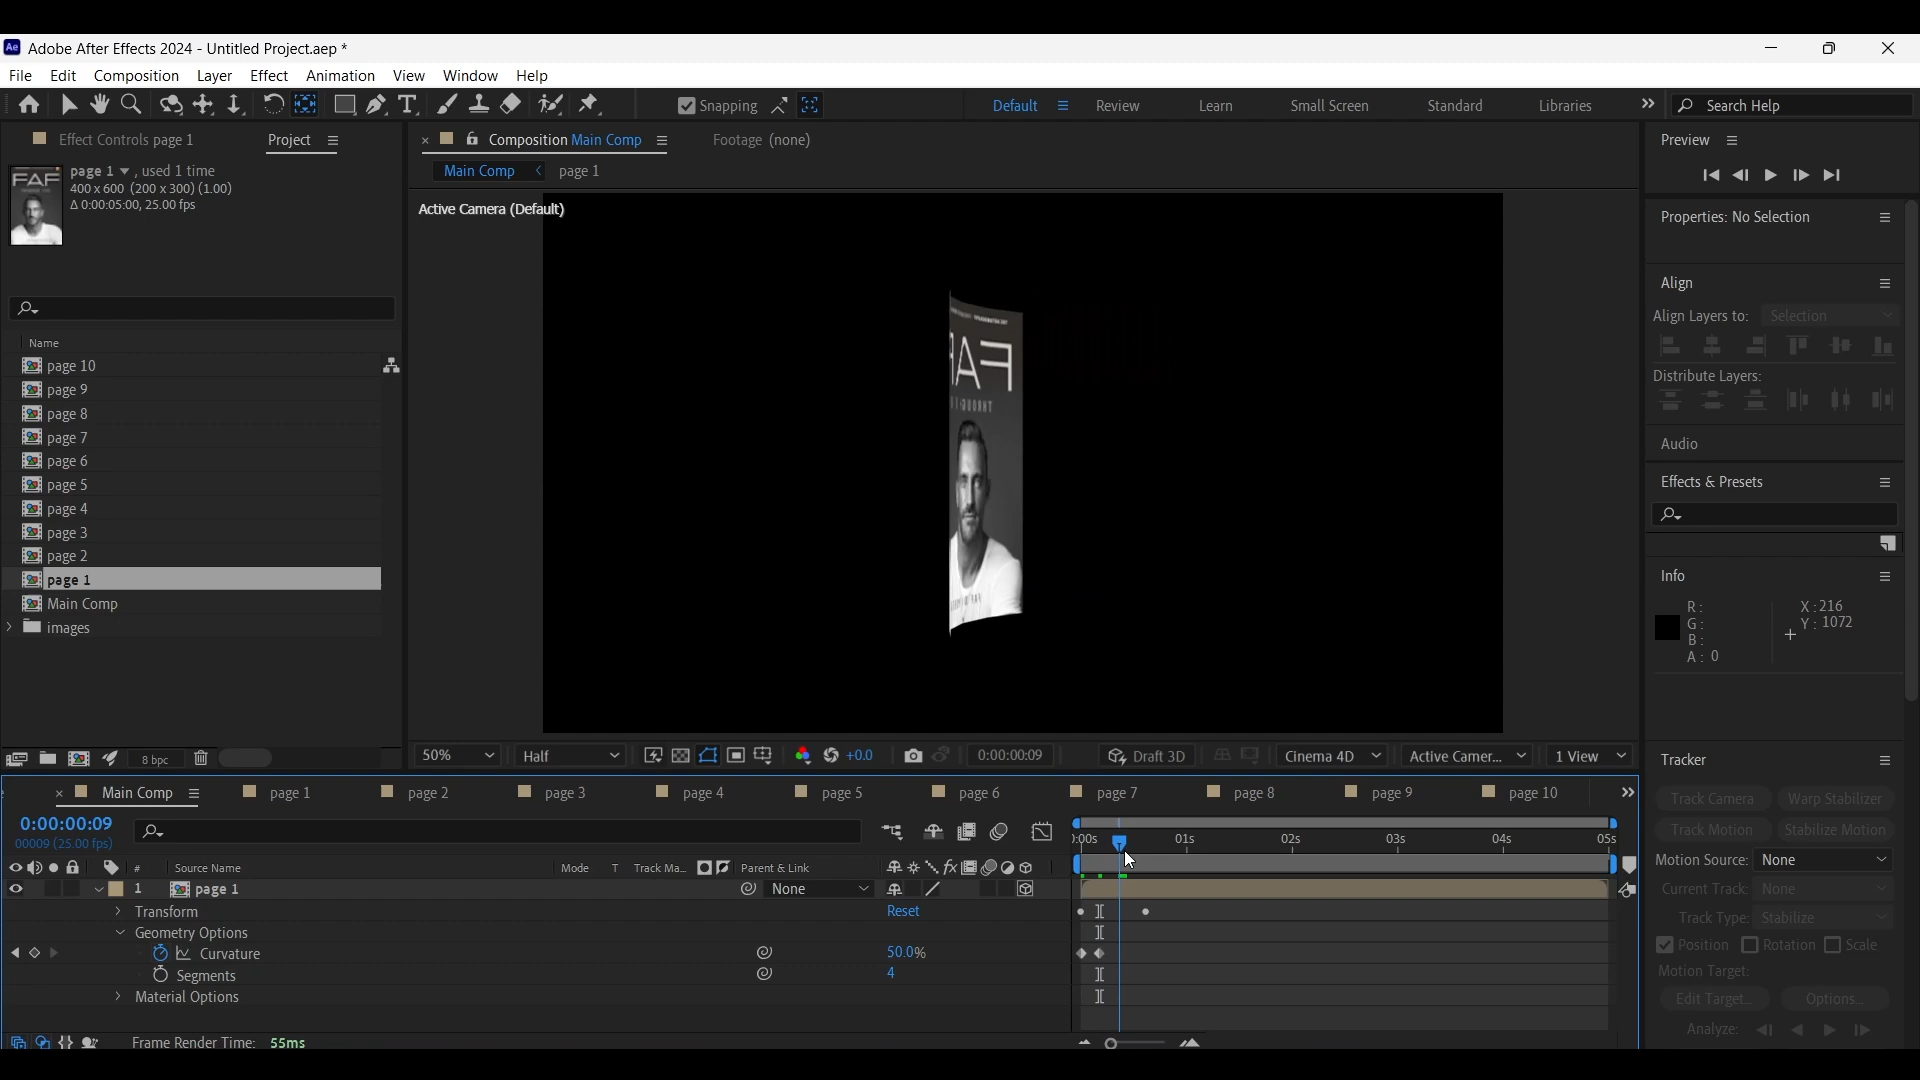 Adobe After Effects 2024 - Untitled Project.aep *
File Edit Composition Layer Effect Animation View Window Help
Snapping Default Review Learn Small Screen Standard Libraries Search Help
Effect Controls page 1 Project
page 1 , used 1 time
400 x 600 (200 x 300) (1.00)
Δ 0:00:05:00, 25.00 fps
FAF
Name
page 10
page 9
page 8
page 7
page 6
page 5
page 4
page 3
page 2
page 1
Main Comp
images
8 bpc
Composition Main Comp Footage (none)
Main Comp page 1
Active Camera (Default)
FAF
50% Half +0.0 0:00:00:09 Draft 3D Cinema 4D Active Camer... 1 View
Preview
Properties: No Selection
Align
Align Layers to: Selection
Distribute Layers:
Audio
Effects & Presets
Info
R:
G:
B:
A: 0
X: 216
Y: 1072
Tracker
Track Camera Warp Stabilizer
Track Motion Stabilize Motion
Motion Source: None
Current Track: None
Track Type: Stabilize
Position Rotation Scale
Motion Target:
Edit Target... Options...
Analyze:
Main Comp page 1 page 2 page 3 page 4 page 5 page 6 page 7 page 8 page 9 page 10
0:00:00:09
00009 (25.00 fps)
):00s 01s 02s 03s 04s 05s
# Source Name Mode T Track Ma... Parent & Link
1 page 1 None
Transform Reset
Geometry Options
Curvature 50.0%
Segments 4
Material Options
Frame Render Time: 55ms